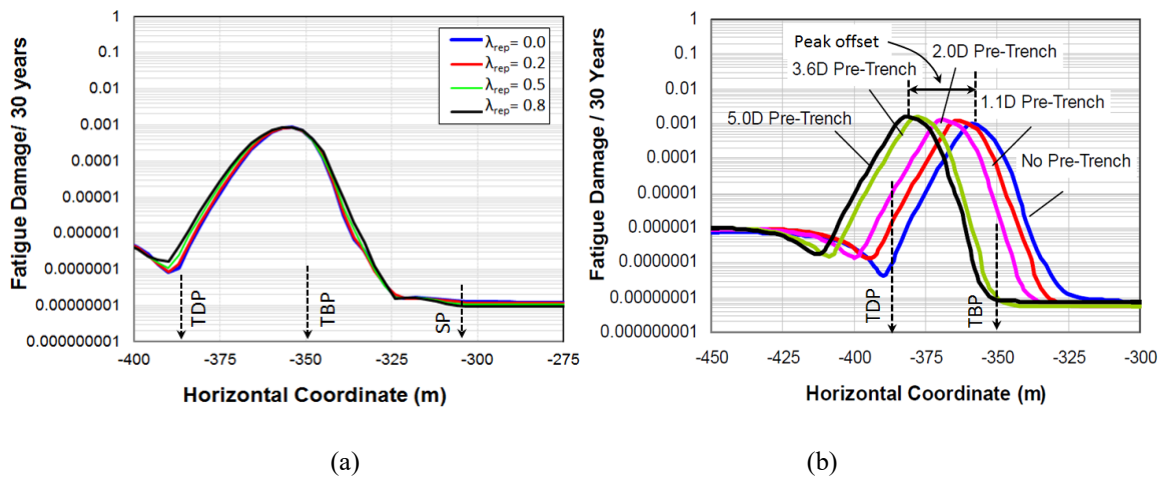 Fatigue Damage/ 30 years
1
0.1
0.01
0.001
0.0001
0.00001
0.000001
0.0000001
0.00000001
0.000000001
λrep= 0.0
λrep= 0.2
λrep= 0.5
λrep= 0.8
TDP
TBP
SP
-400
-375
-350
-325
-300
-275
Horizontal Coordinate (m)
(a)
Fatigue Damage / 30 Years
1
0.1
0.01
0.001
0.0001
0.00001
0.000001
0.0000001
0.00000001
0.000000001
Peak offset
2.0D Pre-Trench
3.6D Pre-Trench
1.1D Pre-Trench
5.0D Pre-Trench
No Pre-Trench
TDP
TBP
-450
-425
-400
-375
-350
-325
-300
Horizontal Coordinate (m)
(b)